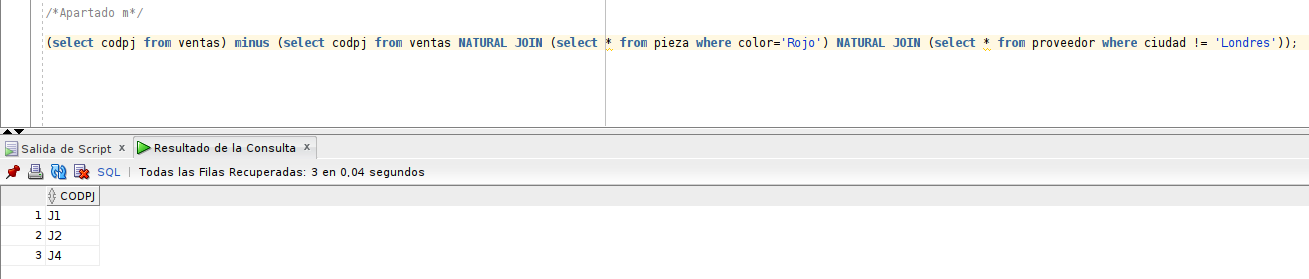 /*Apartado m*/
(select codpj from ventas) minus (select codpj from ventas NATURAL JOIN (select * from pieza where color='Rojo') NATURAL JOIN (select * from proveedor where ciudad != 'Londres'));
Salida de Script x
Resultado de la Consulta x
SQL | Todas las Filas Recuperadas: 3 en 0,04 segundos
CODPJ
1 J1
2 J2
3 J4